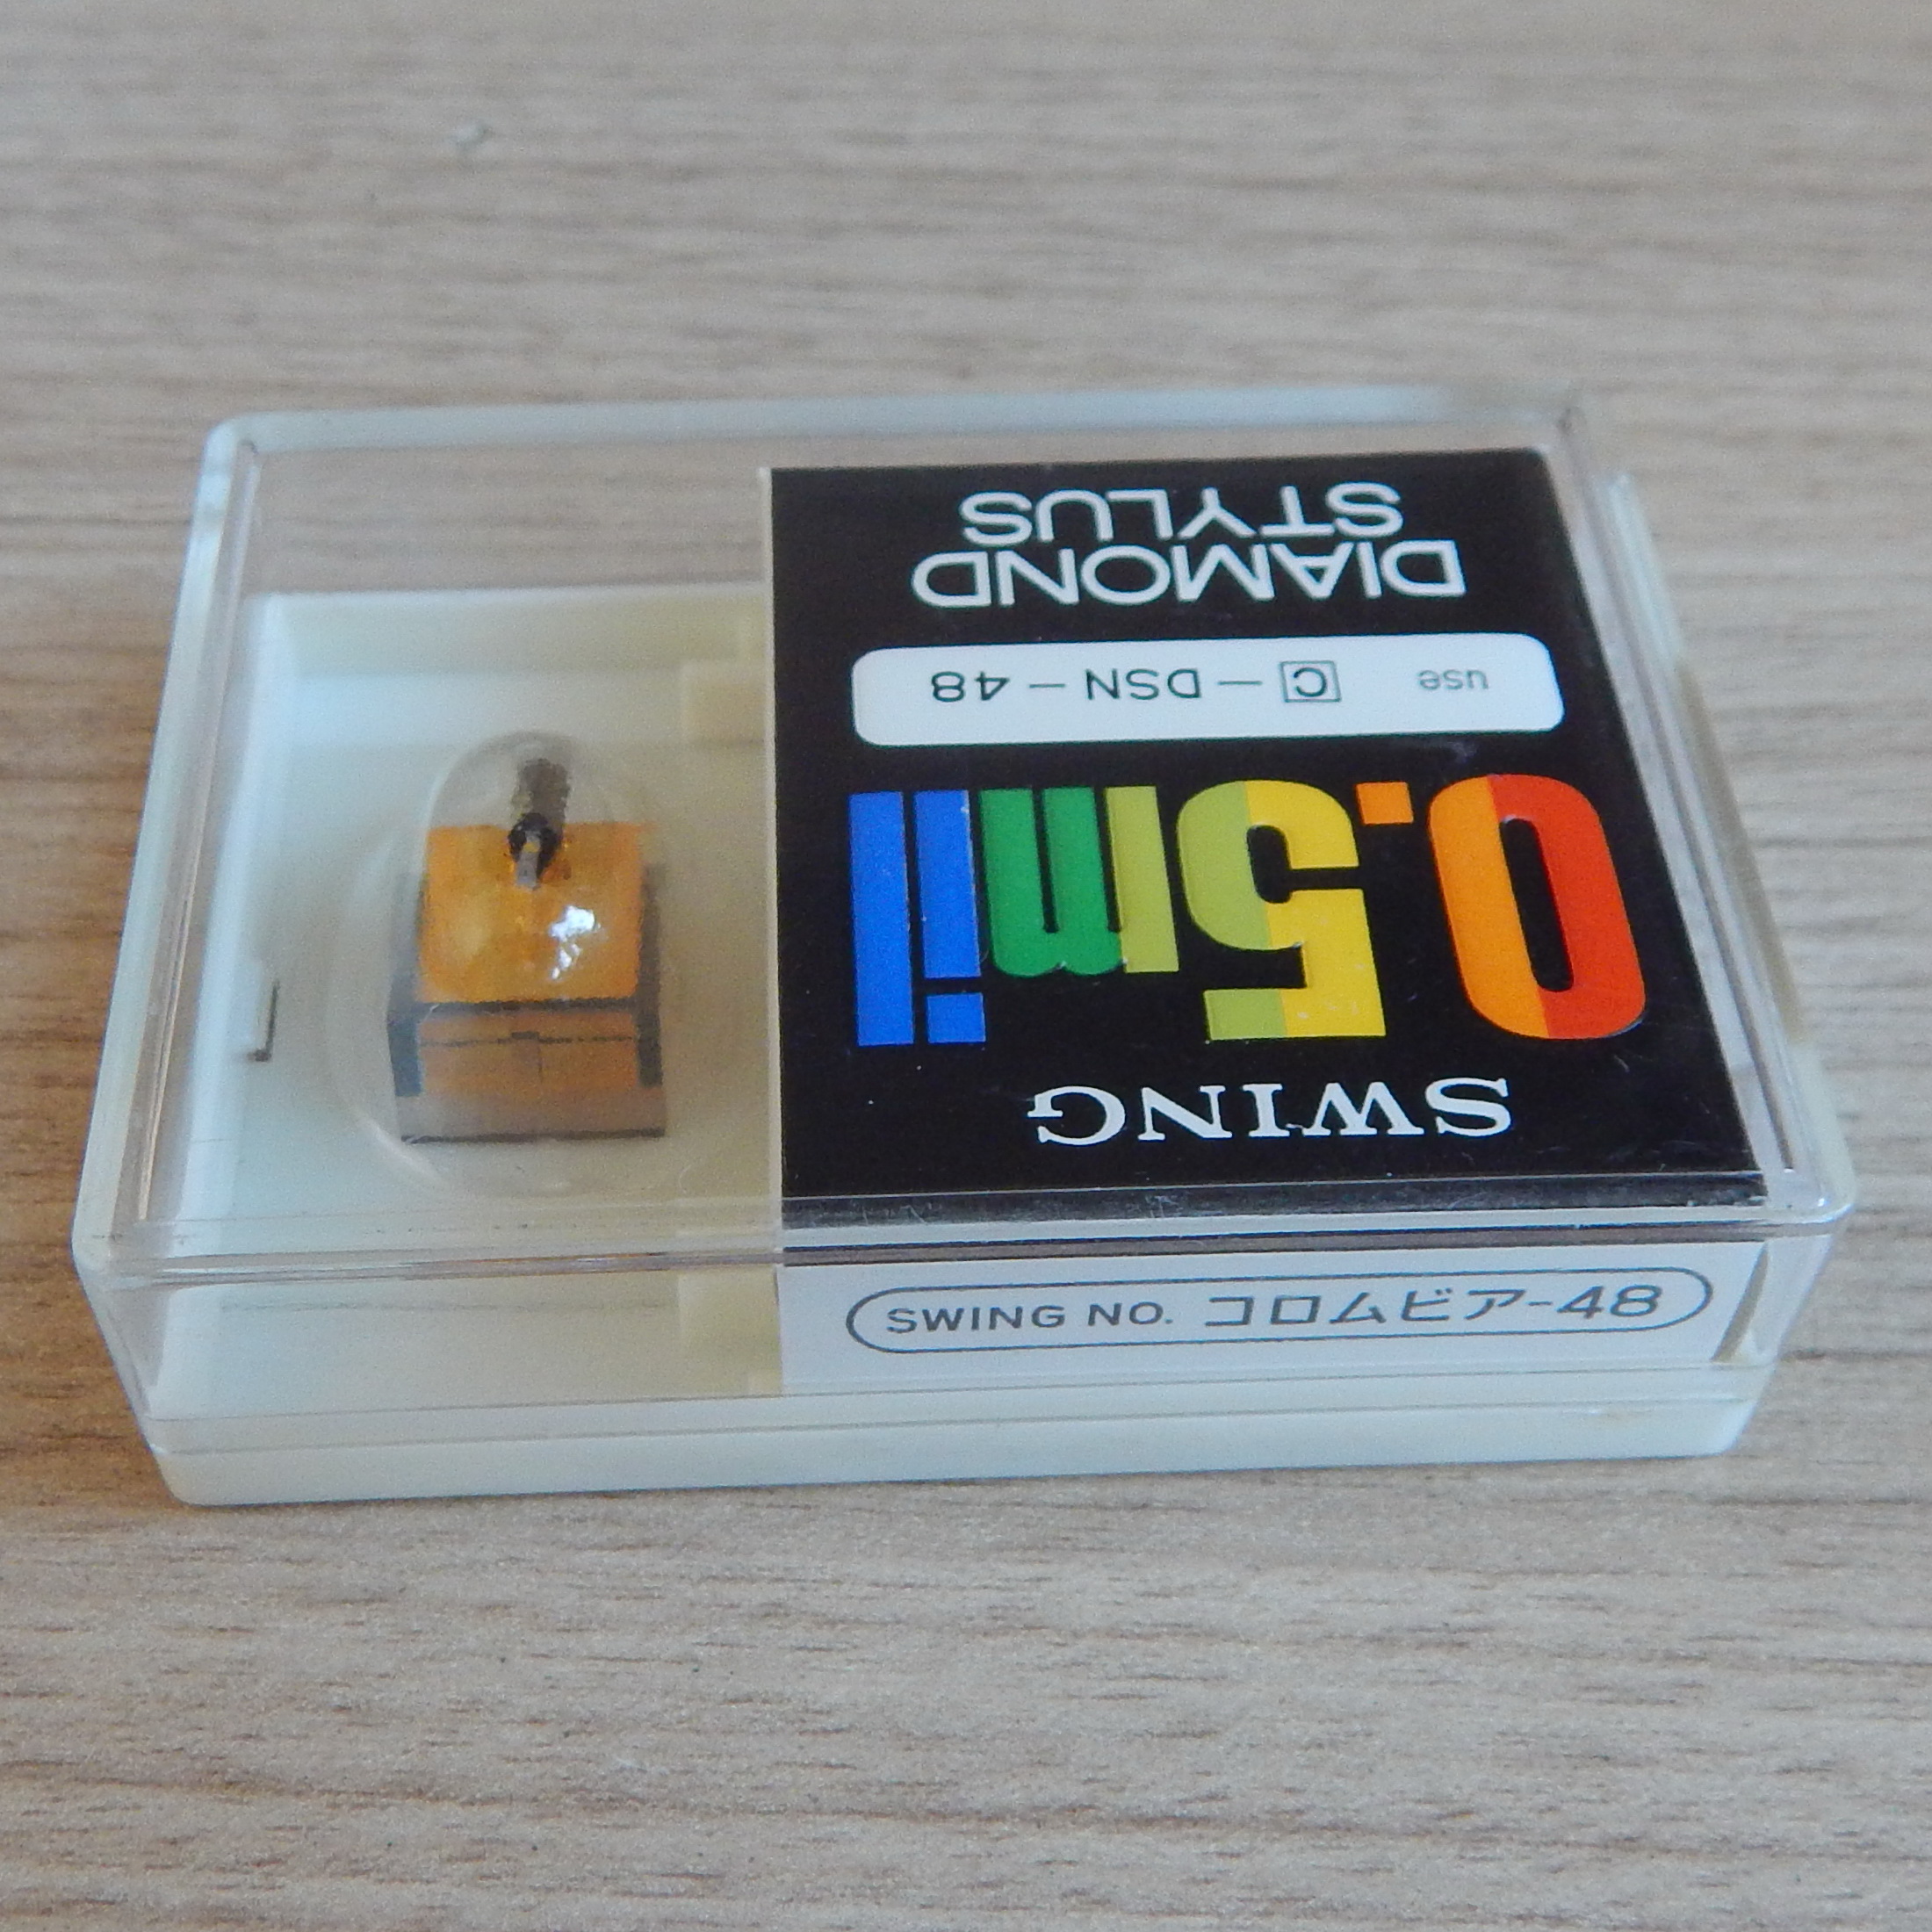 SWING
0.5mil
use C-DSN-48
DIAMOND
STYLUS
SWING NO. コロムビア-48